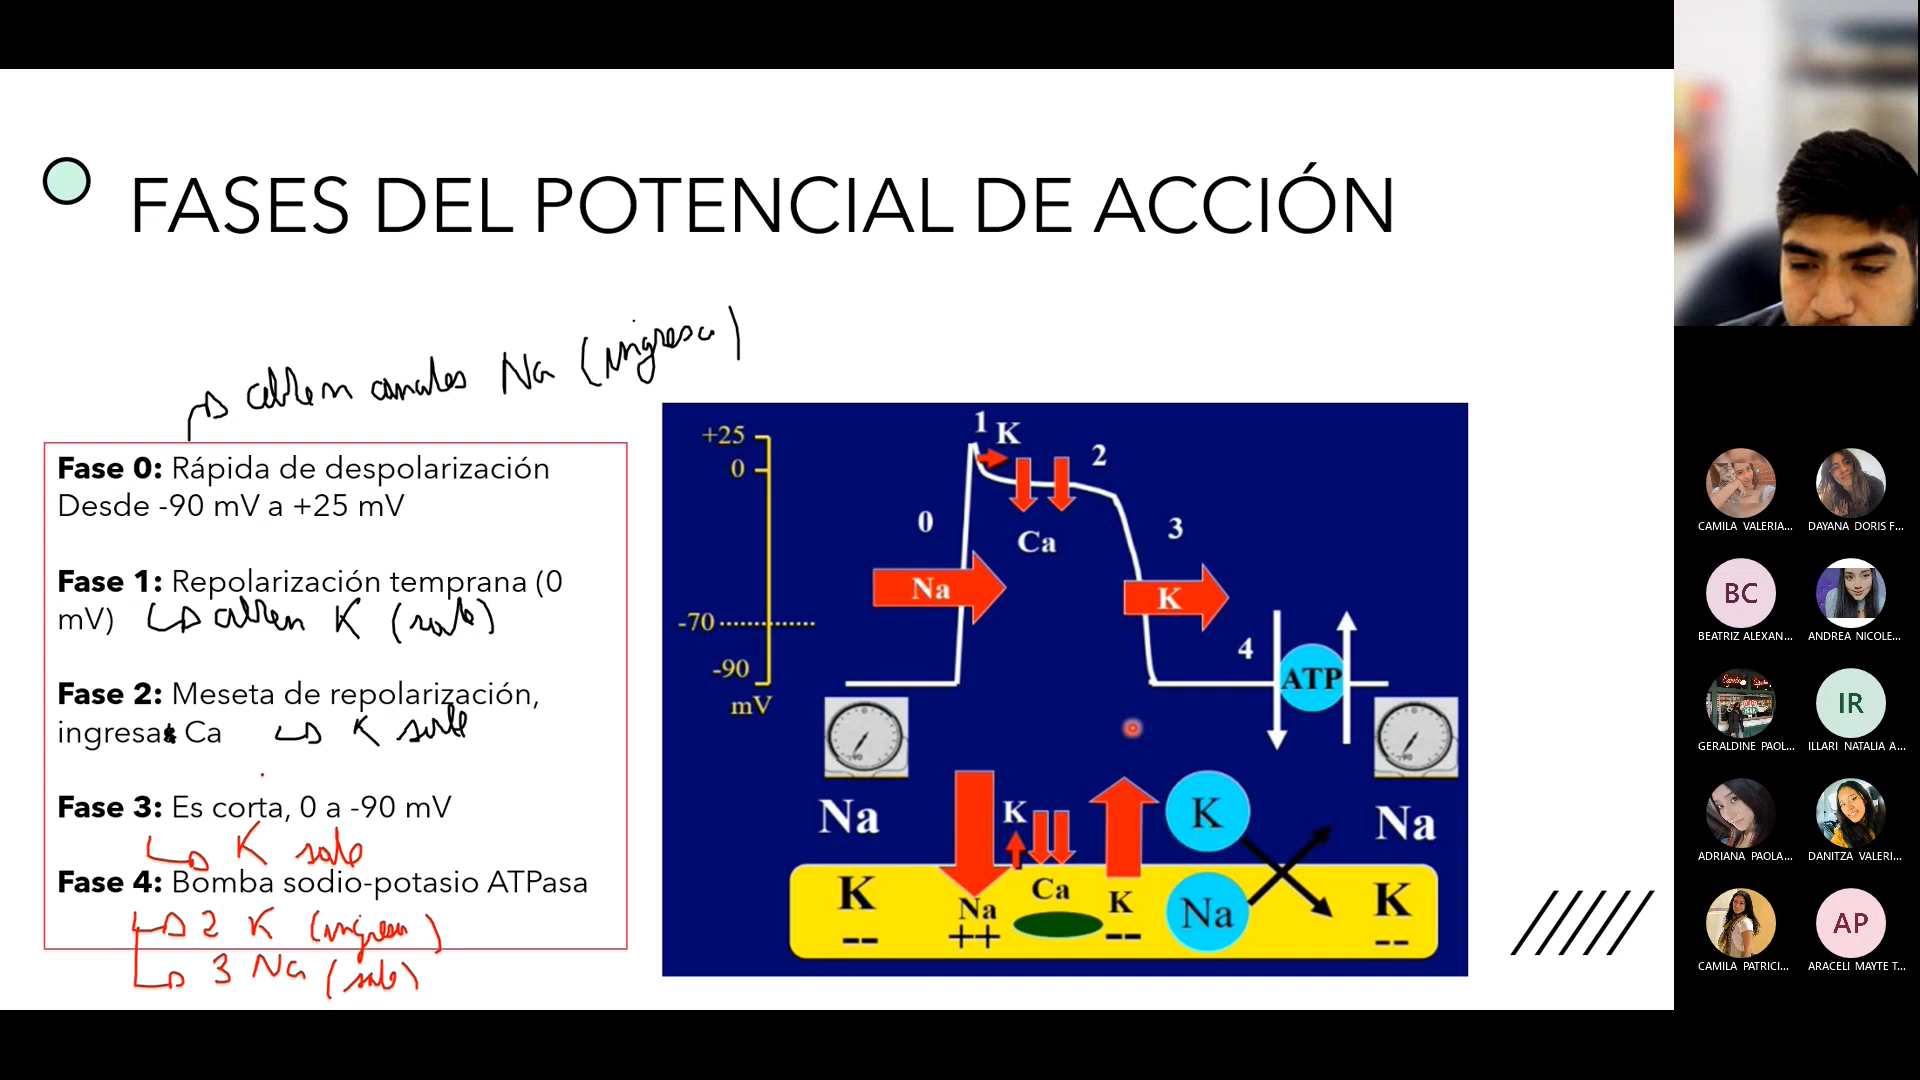 FASES DEL POTENCIAL DE ACCIÓN
abren canales Na (ingresa)
Fase 0: Rápida de despolarización
Desde -90 mV a +25 mV
Fase 1: Repolarización temprana (0
mV)
abren K (sale)
Fase 2: Meseta de repolarización,
ingresa Ca
K sale
Fase 3: Es corta, 0 a -90 mV
K sale
Fase 4: Bomba sodio-potasio ATPasa
2 K (ingresa)
3 Na (sale)
+25
0
-70
-90
mV
0
1
K
2
Ca
3
Na
K
4
ATP
Na
K
K
Na
K
--
Na
++
Ca
K
--
Na
K
--
CAMILA VALERIA...
DAYANA DORIS F...
BC
BEATRIZ ALEXAN...
ANDREA NICOLE...
GERALDINE PAOL...
IR
ILLARI NATALIA A...
ADRIANA PAOLA...
DANITZA VALERI...
CAMILA PATRICI...
AP
ARACELI MAYTE T...